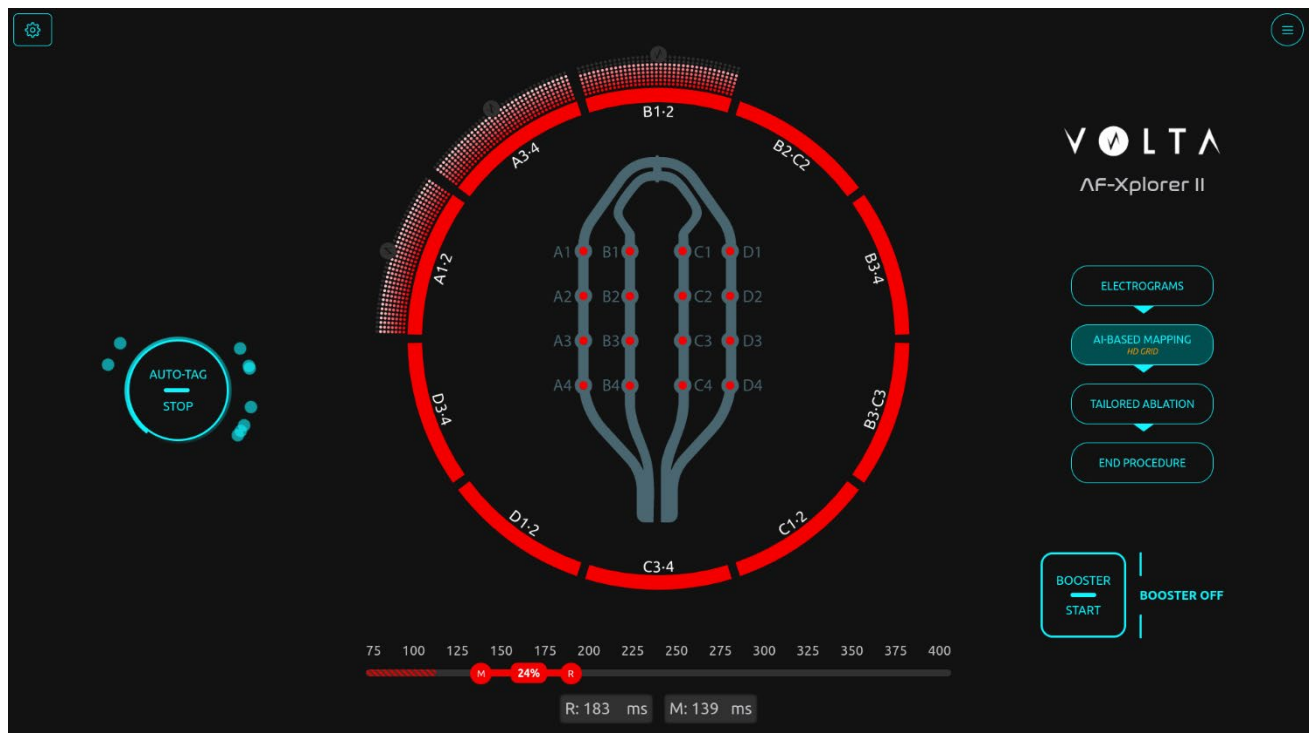 VOLTA
AF-Xplorer II
B1·2
A3·4
B2·C2
A1·2
B3·4
A1 B1 C1 D1
A2 B2 C2 D2
A3 B3 C3 D3
A4 B4 C4 D4
ELECTROGRAMS
AI-BASED MAPPING
HD GRID
TAILORED ABLATION
END PROCEDURE
AUTO-TAG
STOP
D3·4
B3·C3
D1·2
C1·2
C3·4
BOOSTER
START
BOOSTER OFF
75 100 125 150 175 200 225 250 275 300 325 350 375 400
M 24% R
R: 183 ms M: 139 ms